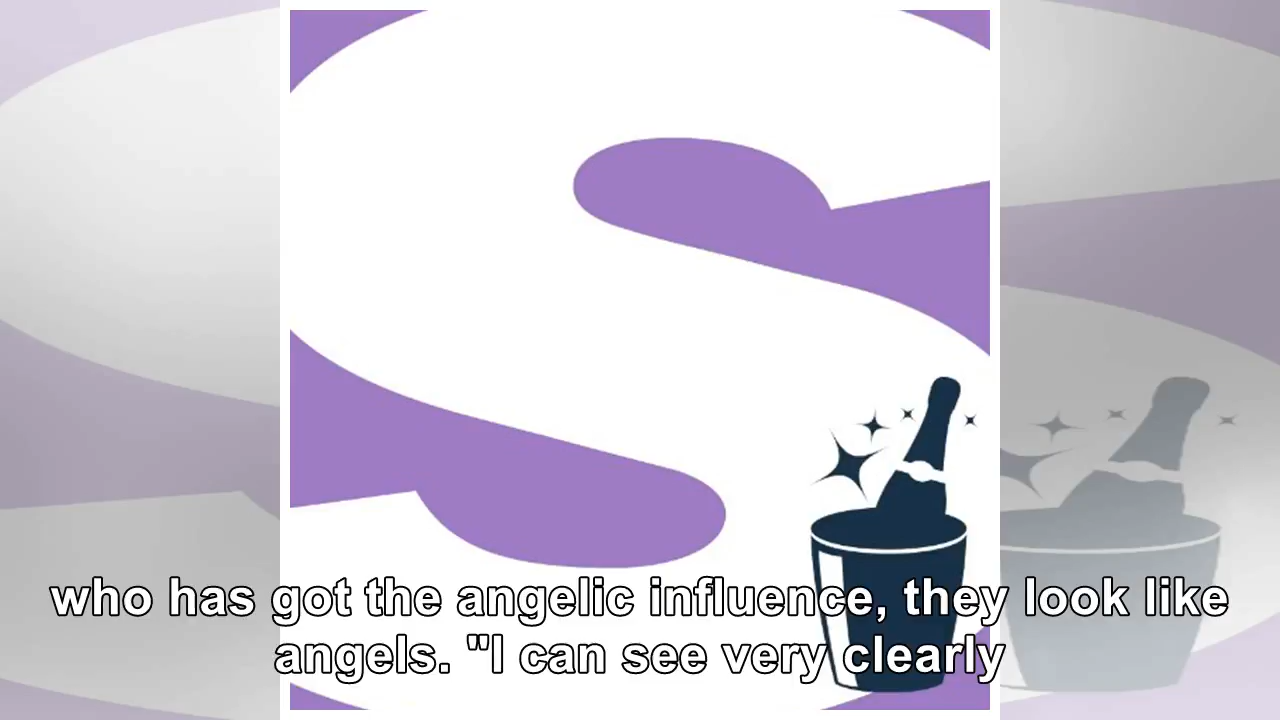 S
who has got the angelic influence, they look like
angels. "I can see very clearly